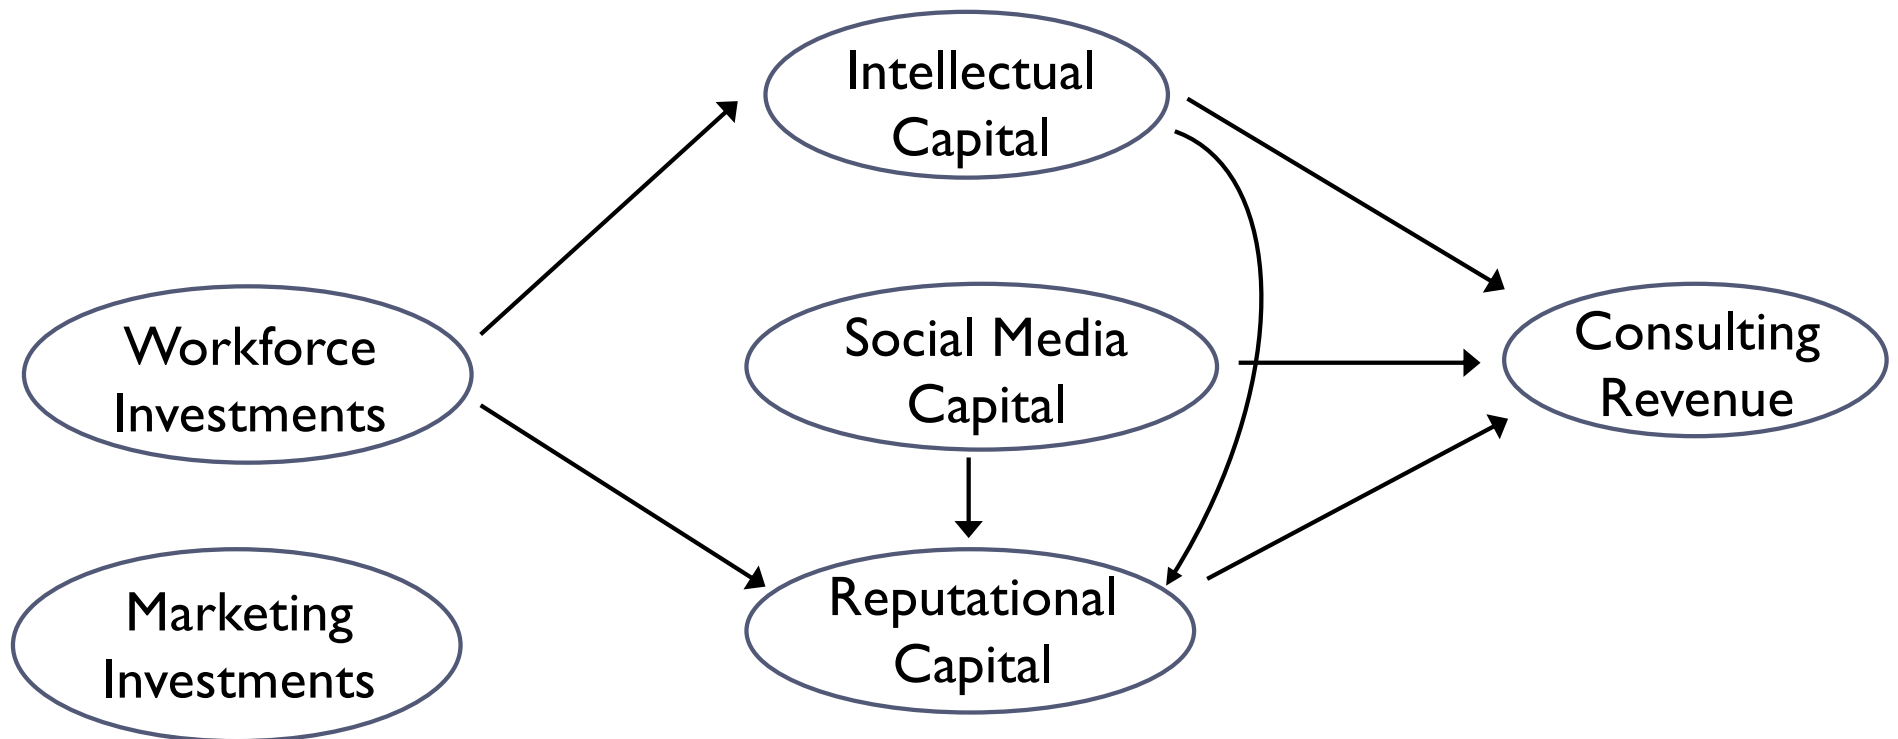 Intellectual
Capital
Workforce
Investments
Social Media
Capital
Consulting
Revenue
Marketing
Investments
Reputational
Capital